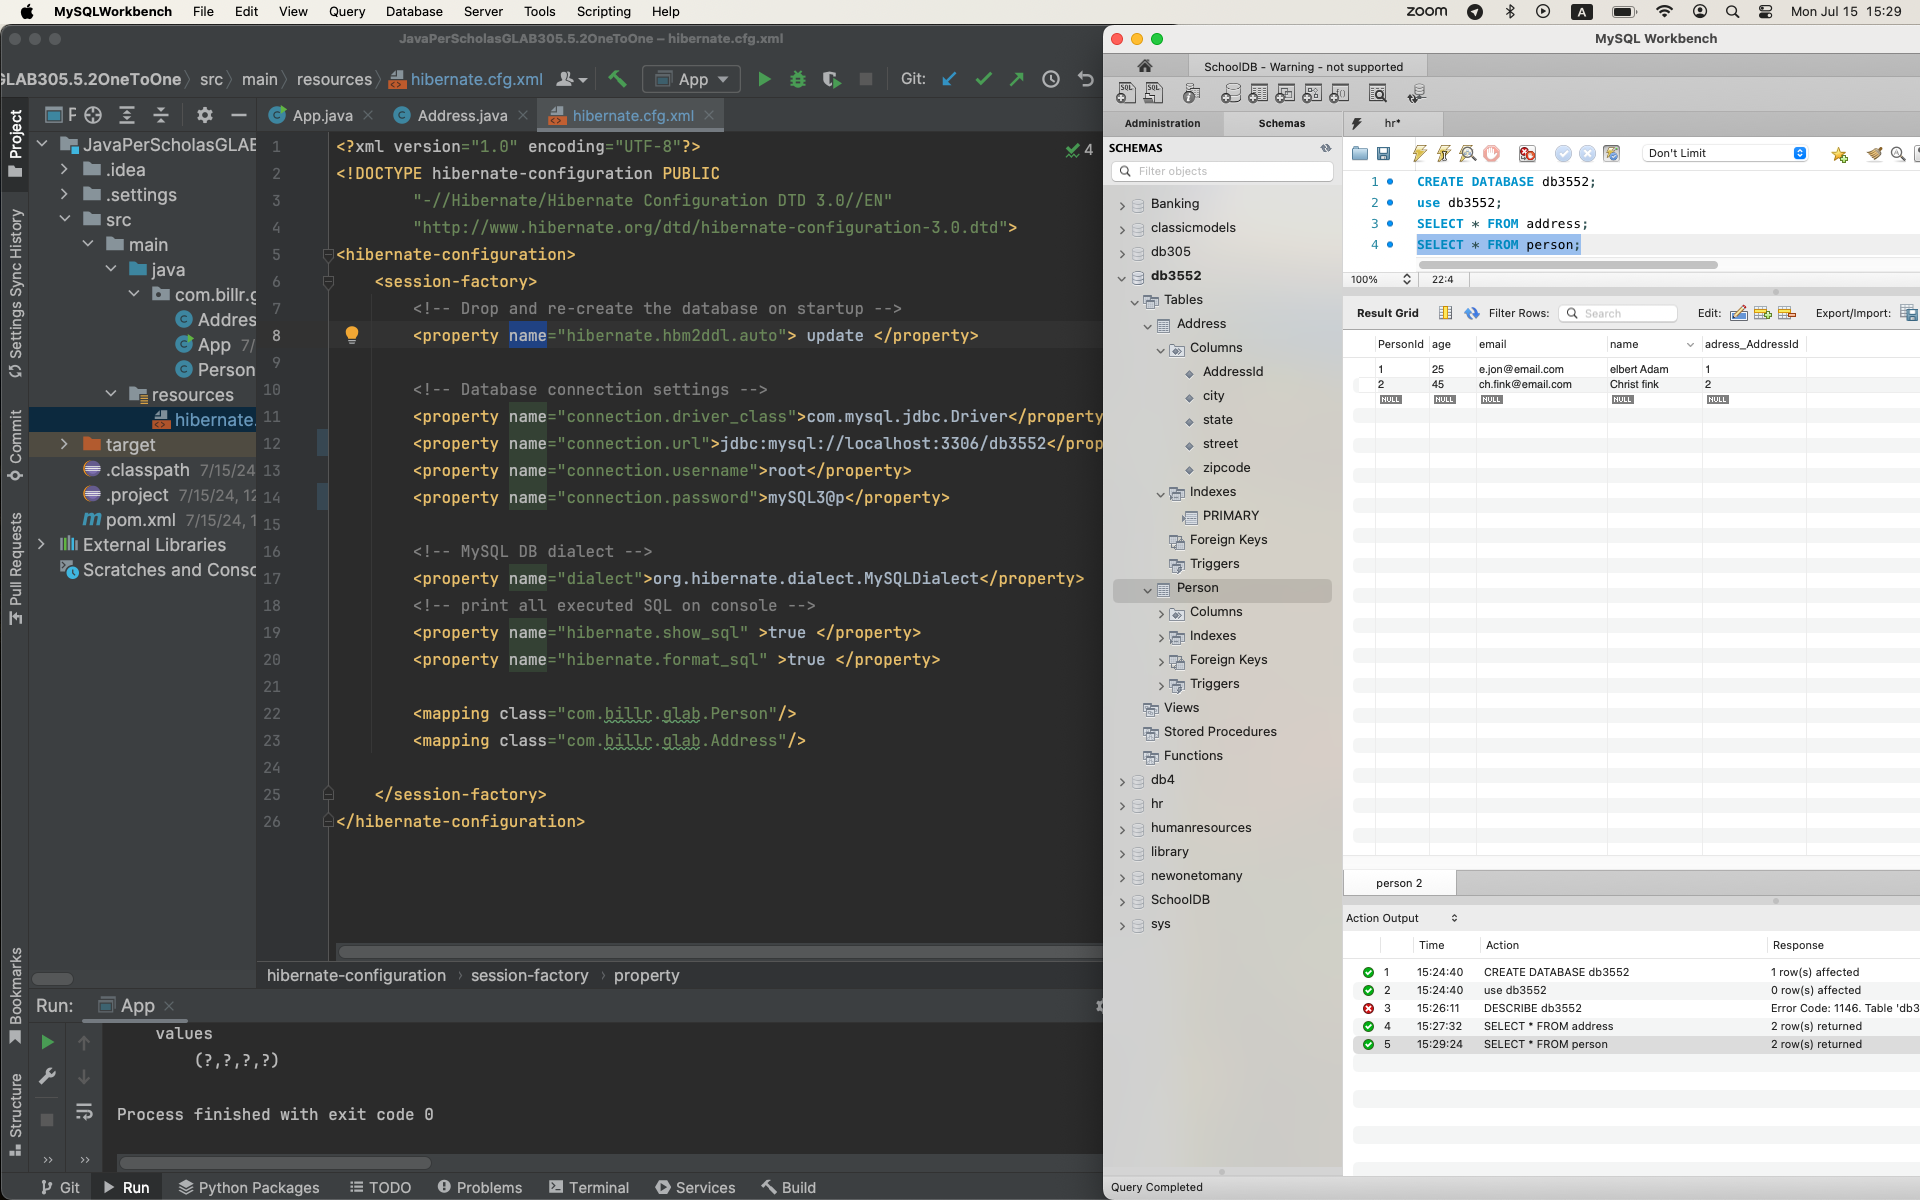 MySQLWorkbench File Edit View Query Database Server Tools Scripting Help
zoom A Mon Jul 15 15:29
JavaPerScholasGLAB305.5.2OneToOne – hibernate.cfg.xml
GLAB305.5.2OneToOne src main resources hibernate.cfg.xml App Git:
Project
Settings Sync History
Commit
Pull Requests
Bookmarks
Structure
App.java Address.java hibernate.cfg.xml
JavaPerScholasGLAB
.idea
.settings
src
main
java
com.billr.g
Addres
App 7/
Person
resources
hibernate.
target
.classpath 7/15/24
.project 7/15/24, 12
pom.xml 7/15/24, 1
External Libraries
Scratches and Conso
4
1 <?xml version="1.0" encoding="UTF-8"?>
2 <!DOCTYPE hibernate-configuration PUBLIC
3 "-//Hibernate/Hibernate Configuration DTD 3.0//EN"
4 "http://www.hibernate.org/dtd/hibernate-configuration-3.0.dtd">
5 <hibernate-configuration>
6 <session-factory>
7 <!-- Drop and re-create the database on startup -->
8 <property name="hibernate.hbm2ddl.auto"> update </property>
9
10 <!-- Database connection settings -->
11 <property name="connection.driver_class">com.mysql.jdbc.Driver</property
12 <property name="connection.url">jdbc:mysql://localhost:3306/db3552</prop
13 <property name="connection.username">root</property>
14 <property name="connection.password">mySQL3@p</property>
15
16 <!-- MySQL DB dialect -->
17 <property name="dialect">org.hibernate.dialect.MySQLDialect</property>
18 <!-- print all executed SQL on console -->
19 <property name="hibernate.show_sql" >true </property>
20 <property name="hibernate.format_sql" >true </property>
21
22 <mapping class="com.billr.glab.Person"/>
23 <mapping class="com.billr.glab.Address"/>
24
25 </session-factory>
26 </hibernate-configuration>
hibernate-configuration session-factory property
Run: App
values
(?,?,?,?)
Process finished with exit code 0
Git Run Python Packages TODO Problems Terminal Services Build
MySQL Workbench
SchoolDB - Warning - not supported
Administration Schemas hr*
SCHEMAS
Filter objects
Banking
classicmodels
db305
db3552
Tables
Address
Columns
AddressId
city
state
street
zipcode
Indexes
PRIMARY
Foreign Keys
Triggers
Person
Columns
Indexes
Foreign Keys
Triggers
Views
Stored Procedures
Functions
db4
hr
humanresources
library
newonetomany
SchoolDB
sys
Don't Limit
1 CREATE DATABASE db3552;
2 use db3552;
3 SELECT * FROM address;
4 SELECT * FROM person;
100% 22:4
Result Grid Filter Rows: Search Edit: Export/Import:
PersonId age email name adress_AddressId
1 25 e.jon@email.com elbert Adam 1
2 45 ch.fink@email.com Christ fink 2
NULL NULL NULL NULL NULL
person 2
Action Output
Time Action Response
1 15:24:40 CREATE DATABASE db3552 1 row(s) affected
2 15:24:40 use db3552 0 row(s) affected
3 15:26:11 DESCRIBE db3552 Error Code: 1146. Table 'db3
4 15:27:32 SELECT * FROM address 2 row(s) returned
5 15:29:24 SELECT * FROM person 2 row(s) returned
Query Completed